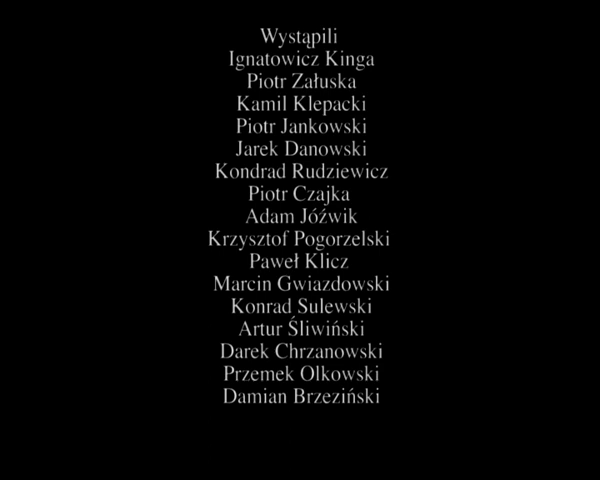 Wystąpili
Ignatowicz Kinga
Piotr Załuska
Kamil Klepacki
Piotr Jankowski
Jarek Danowski
Kondrad Rudziewicz
Piotr Czajka
Adam Jóźwik
Krzysztof Pogorzelski
Paweł Klicz
Marcin Gwiazdowski
Konrad Sulewski
Artur Śliwiński
Darek Chrzanowski
Przemek Olkowski
Damian Brzeziński